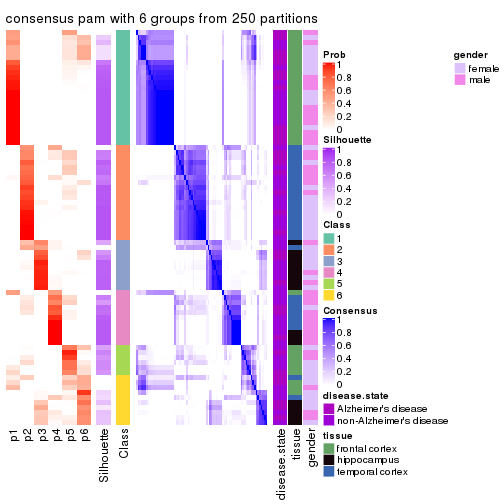 consensus pam with 6 groups from 250 partitions
Prob
1
0.8
0.6
0.4
0.2
0
gender
female
male
Silhouette
1
0.8
0.6
0.4
0.2
0
Class
1
2
3
4
5
6
Consensus
1
0.8
0.6
0.4
0.2
0
disease.state
Alzheimer's disease
non-Alzheimer's disease
tissue
frontal cortex
hippocampus
temporal cortex
p1
p2
p3
p4
p5
p6
Silhouette
Class
disease.state
tissue
gender